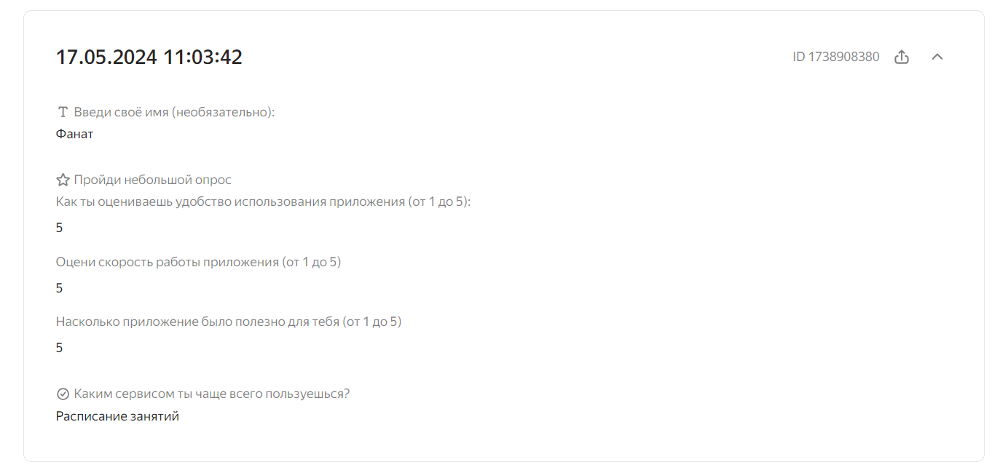 17.05.2024 11:03:42
ID 1738908380
Введи своё имя (необязательно):
Фанат
Пройди небольшой опрос
Как ты оцениваешь удобство использования приложения (от 1 до 5):
5
Оцени скорость работы приложения (от 1 до 5)
5
Насколько приложение было полезно для тебя (от 1 до 5)
5
Каким сервисом ты чаще всего пользуешься?
Расписание занятий